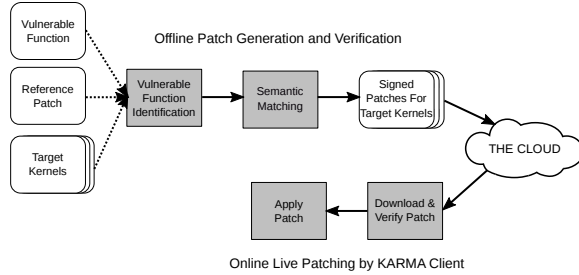 Vulnerable
Function
Offline Patch Generation and Verification
Reference
Patch
Vulnerable
Function
Identification
Semantic
Matching
Signed
Patches For
Target Kernels
Target
Kernels
THE CLOUD
Apply
Patch
Download &
Verify Patch
Online Live Patching by KARMA Client